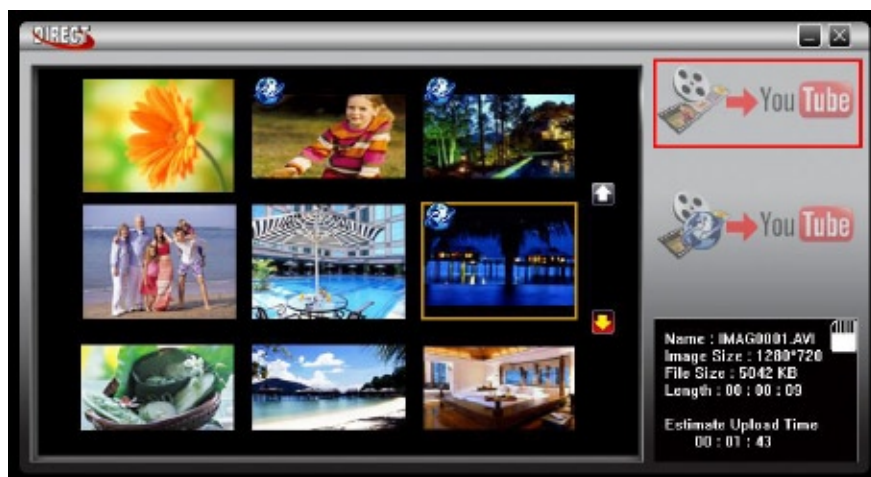 DIRECT
You Tube
You Tube
Name : IMAG0001.AVI
Image Size : 1280*720
File Size : 5042 KB
Length : 00 : 00 : 09
Estimate Upload Time
00 : 01 : 43